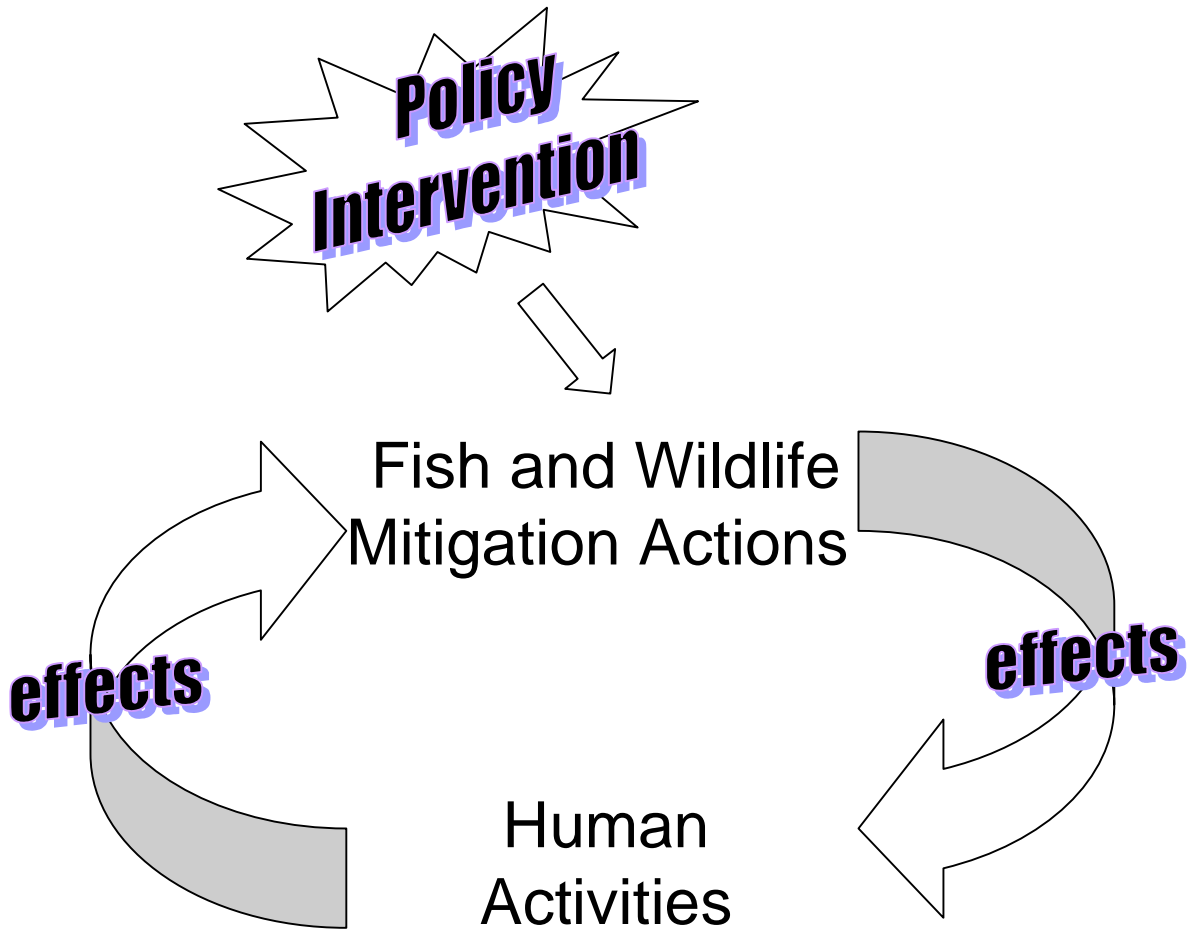 Policy
Intervention
Fish and Wildlife
Mitigation Actions
effects
effects
Human
Activities